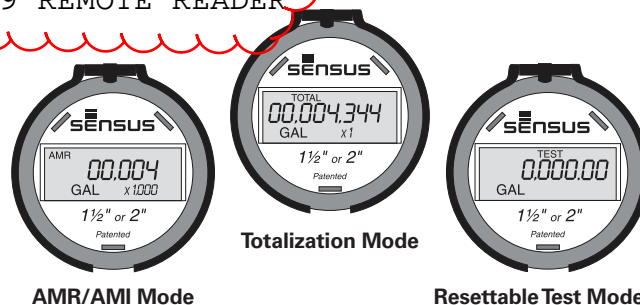 9 REMOTE READER
sensus
TOTAL
00,004,344
GAL x1
1½" or 2"
Patented
Totalization Mode
sensus
AMR
00,004
GAL x1000
1½" or 2"
Patented
AMR/AMI Mode
sensus
TEST
0,000.00
GAL
1½" or 2"
Patented
Resettable Test Mode